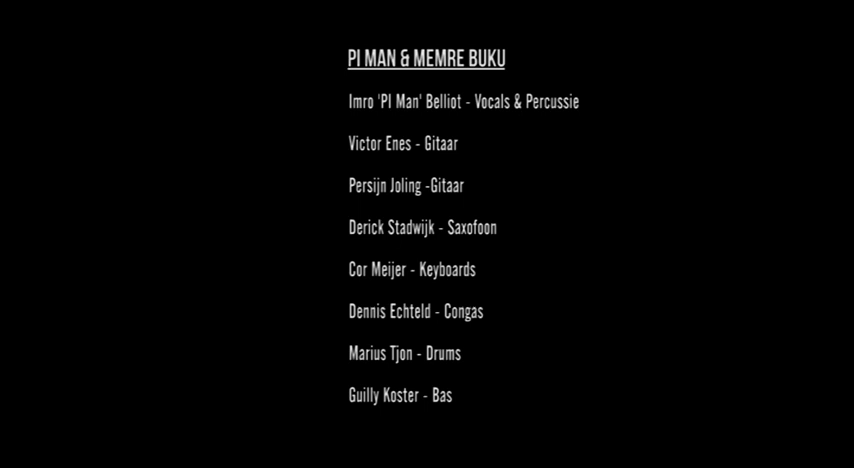 PI MAN & MEMRE BUKU
Imro 'PI Man' Belliot - Vocals & Percussie
Victor Enes - Gitaar
Persijn Joling -Gitaar
Derick Stadwijk - Saxofoon
Cor Meijer - Keyboards
Dennis Echteld - Congas
Marius Tjon - Drums
Guilly Koster - Bas